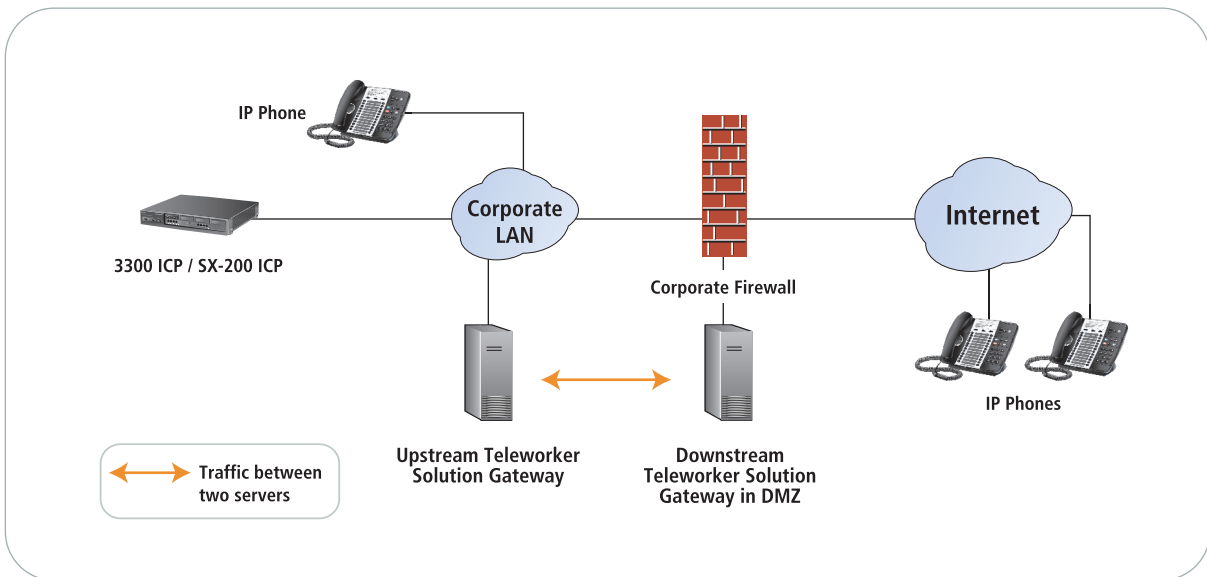 IP Phone
Corporate
LAN
Internet
3300 ICP / SX-200 ICP
Corporate Firewall
IP Phones
Upstream Teleworker
Solution Gateway
Downstream
Teleworker Solution
Gateway in DMZ
Traffic between
two servers